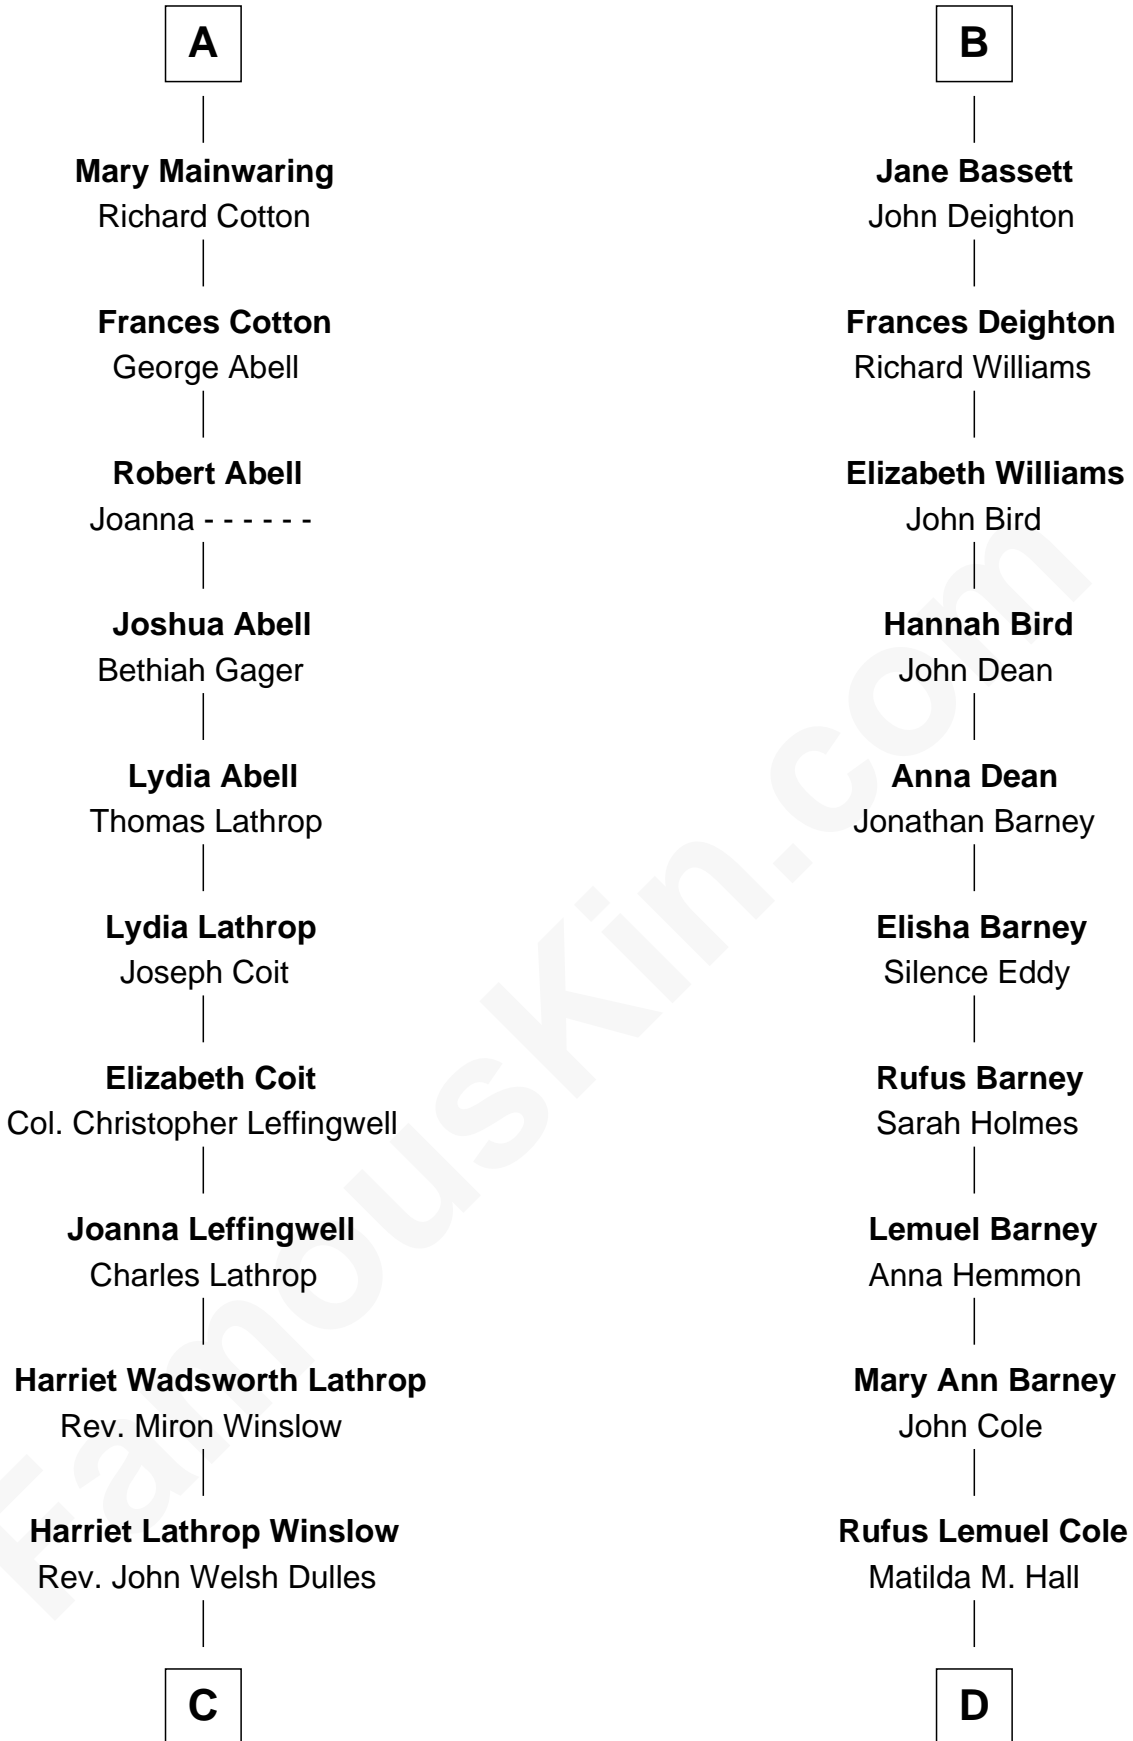 A
Mary Mainwaring
Richard Cotton
Frances Cotton
George Abell
Robert Abell
Joanna - - - - - -
Joshua Abell
Bethiah Gager
Lydia Abell
Thomas Lathrop
Lydia Lathrop
Joseph Coit
Elizabeth Coit
Col. Christopher Leffingwell
Joanna Leffingwell
Charles Lathrop
Harriet Wadsworth Lathrop
Rev. Miron Winslow
Harriet Lathrop Winslow
Rev. John Welsh Dulles
C
B
Jane Bassett
John Deighton
Frances Deighton
Richard Williams
Elizabeth Williams
John Bird
Hannah Bird
John Dean
Anna Dean
Jonathan Barney
Elisha Barney
Silence Eddy
Rufus Barney
Sarah Holmes
Lemuel Barney
Anna Hemmon
Mary Ann Barney
John Cole
Rufus Lemuel Cole
Matilda M. Hall
D
FamousKin.com